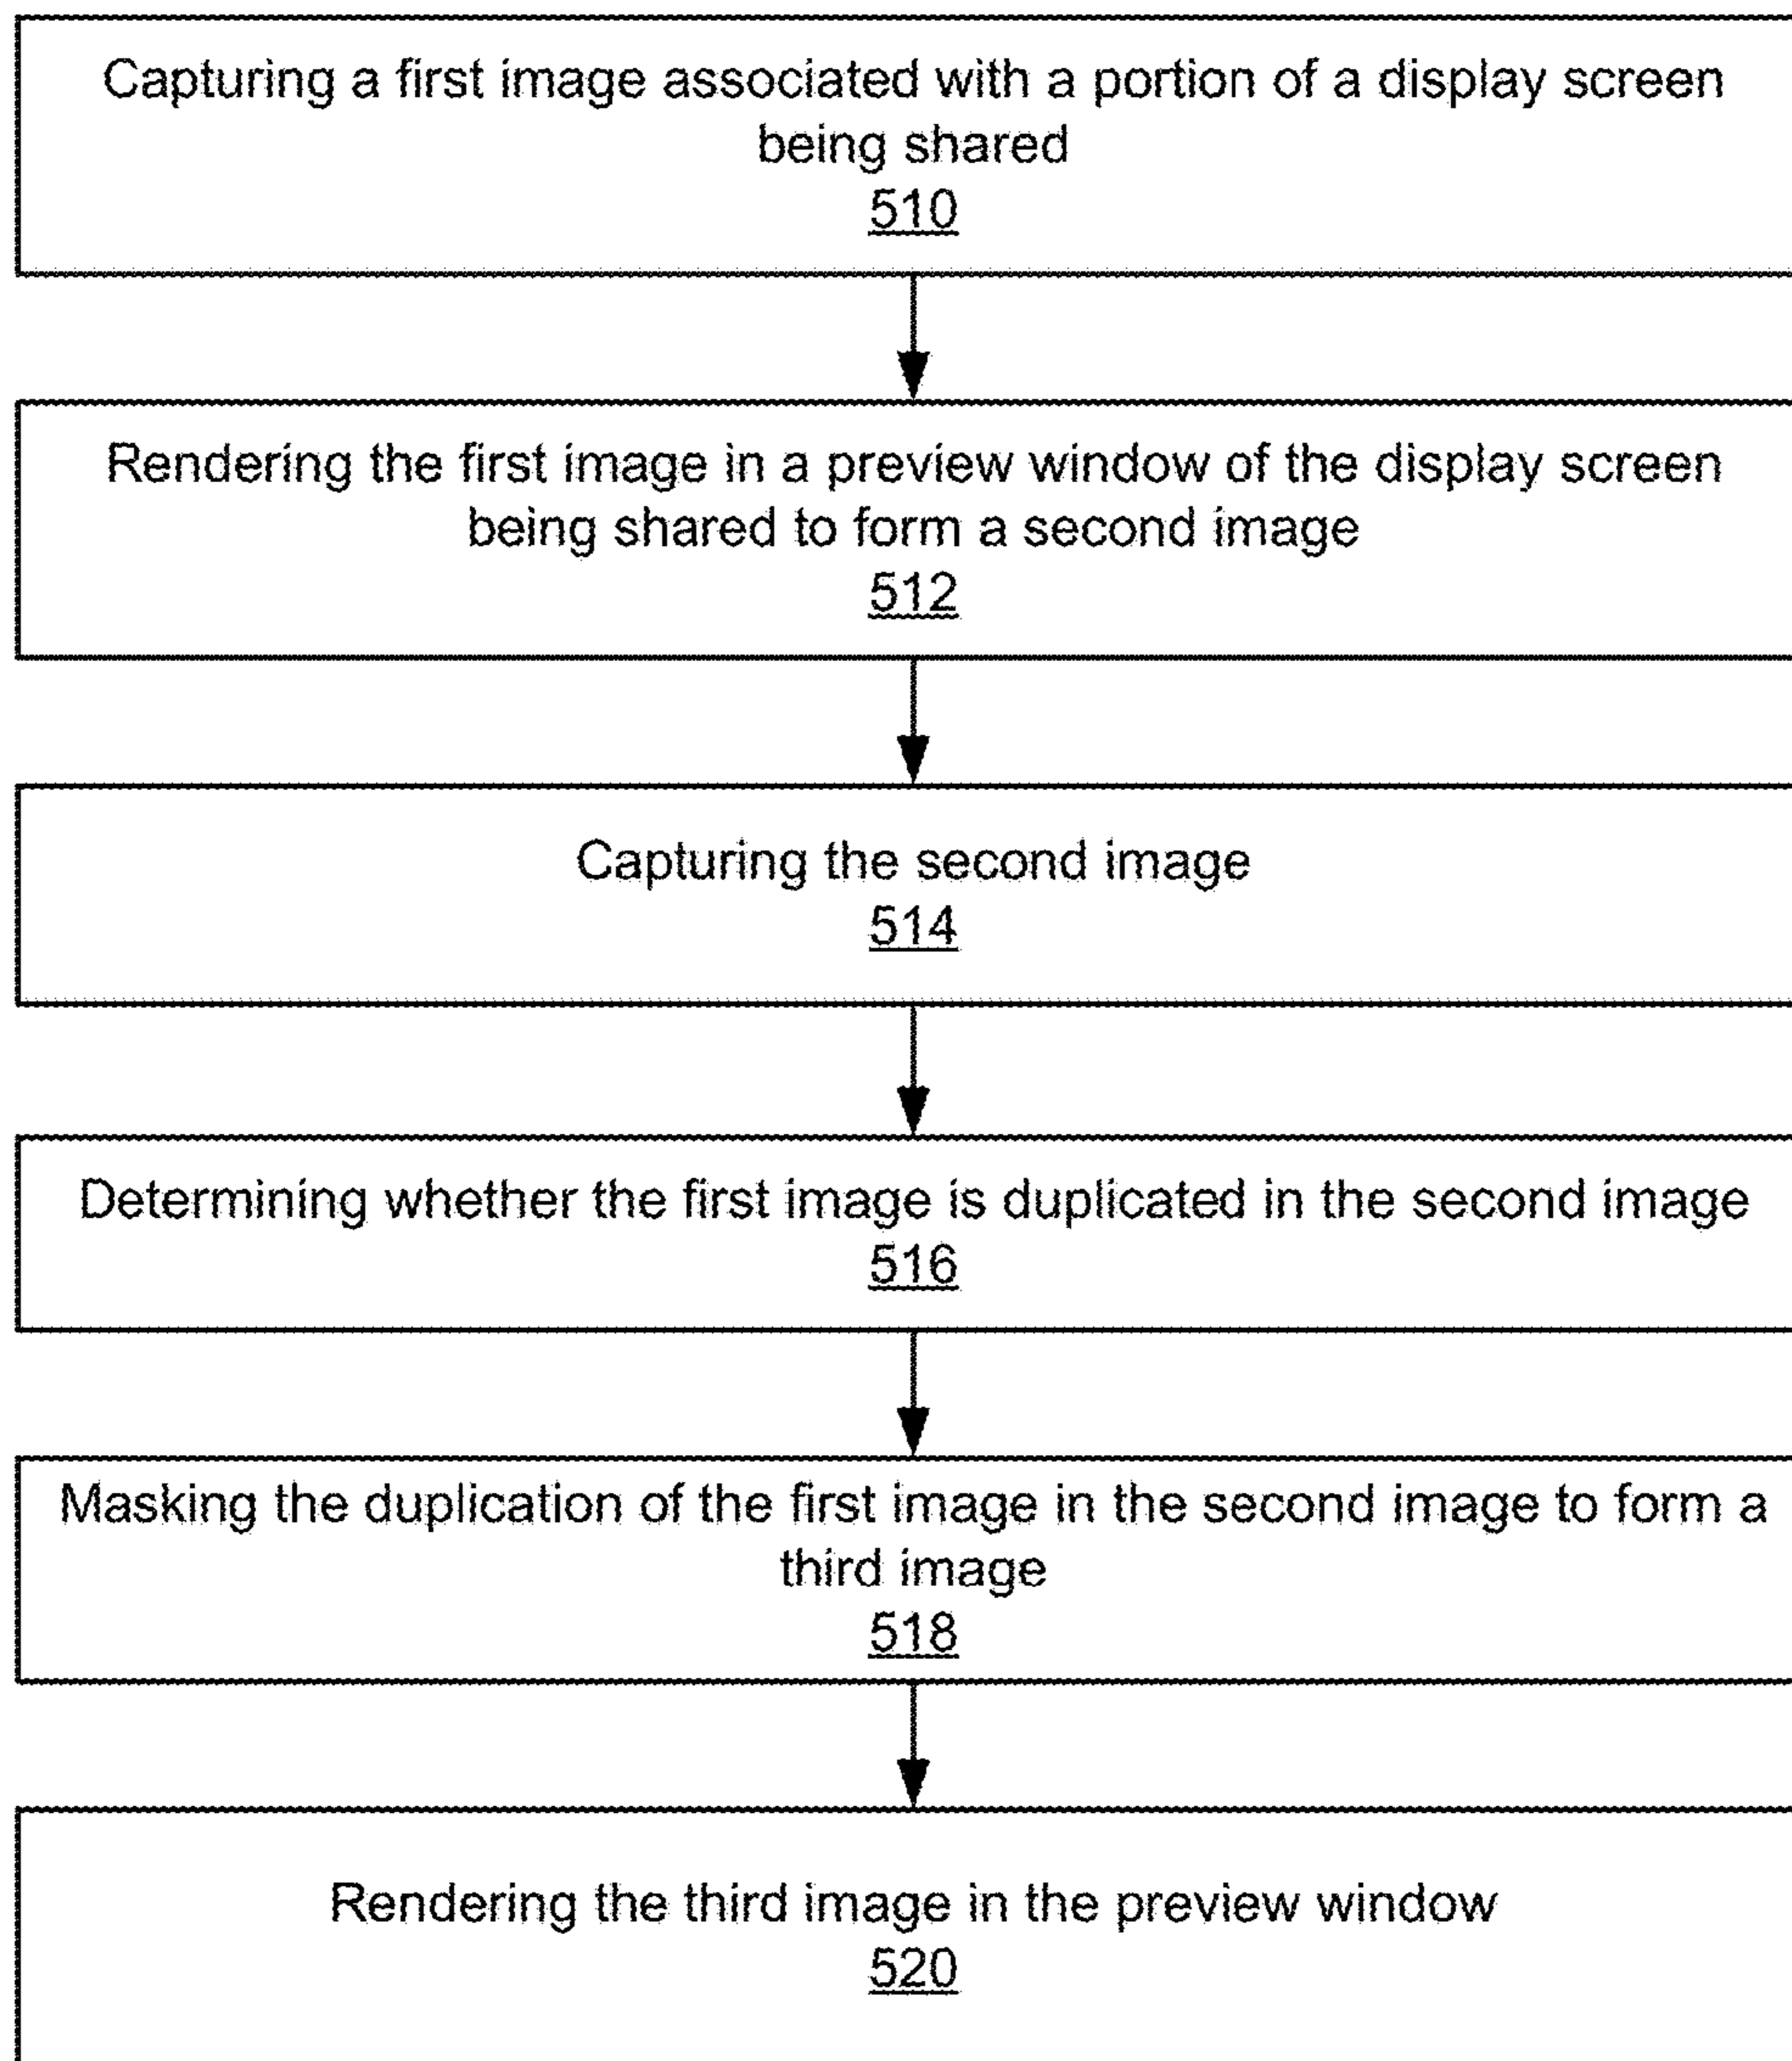 Capturing a first image associated with a portion of a display screen
being shared
510
Rendering the first image in a preview window of the display screen
being shared to form a second image
512
Capturing the second image
514
Determining whether the first image is duplicated in the second image
516
Masking the duplication of the first image in the second image to form a
third image
518
Rendering the third image in the preview window
520